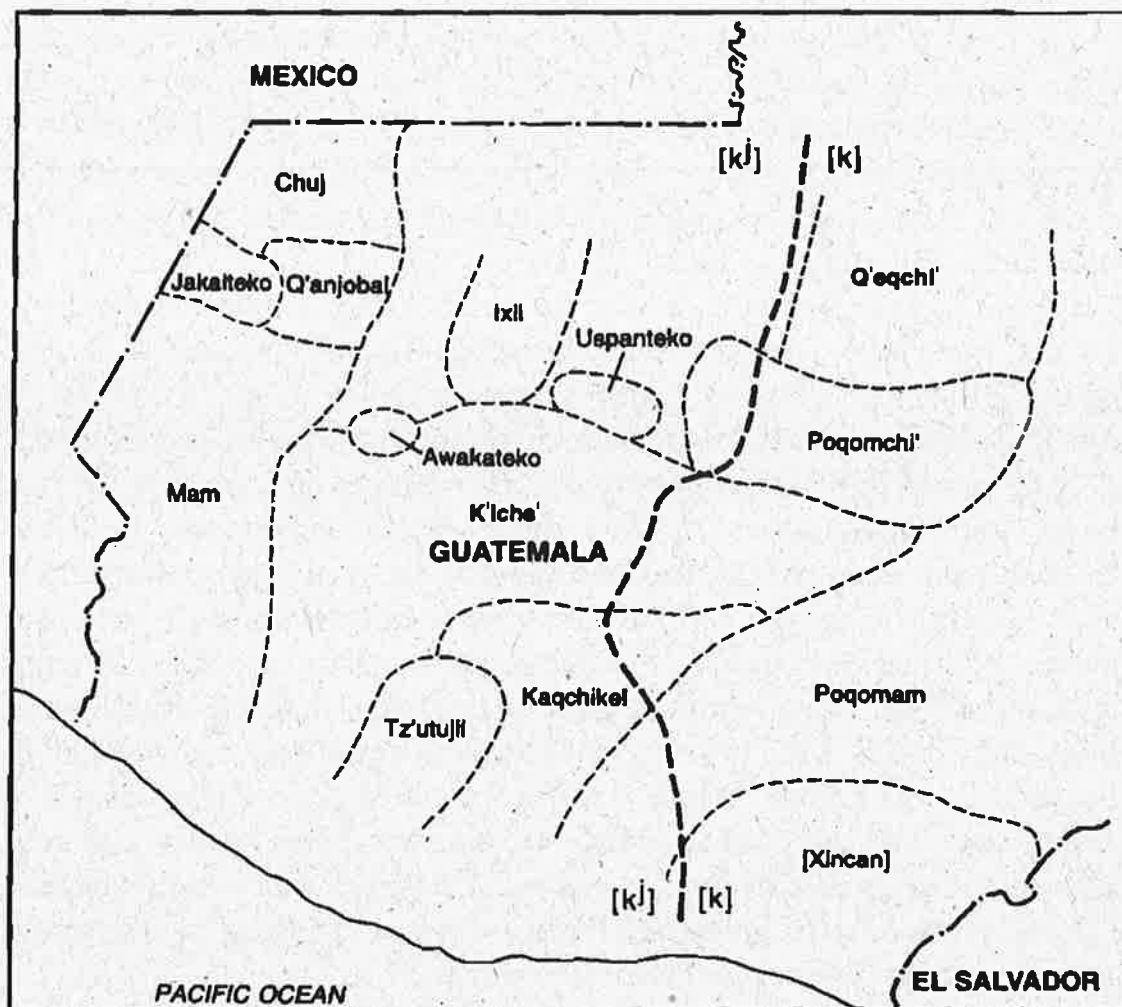 MEXICO
[kʲ] [k]
Chuj
Jakalteko
Q'anjobal
Ixil
Uspanteko
Q'eqchi'
Poqomchi'
Awakateko
Mam
K'iche'
GUATEMALA
Kaqchikel
Poqomam
Tz'utujil
[Xincan]
[kʲ] [k]
EL SALVADOR
PACIFIC OCEAN